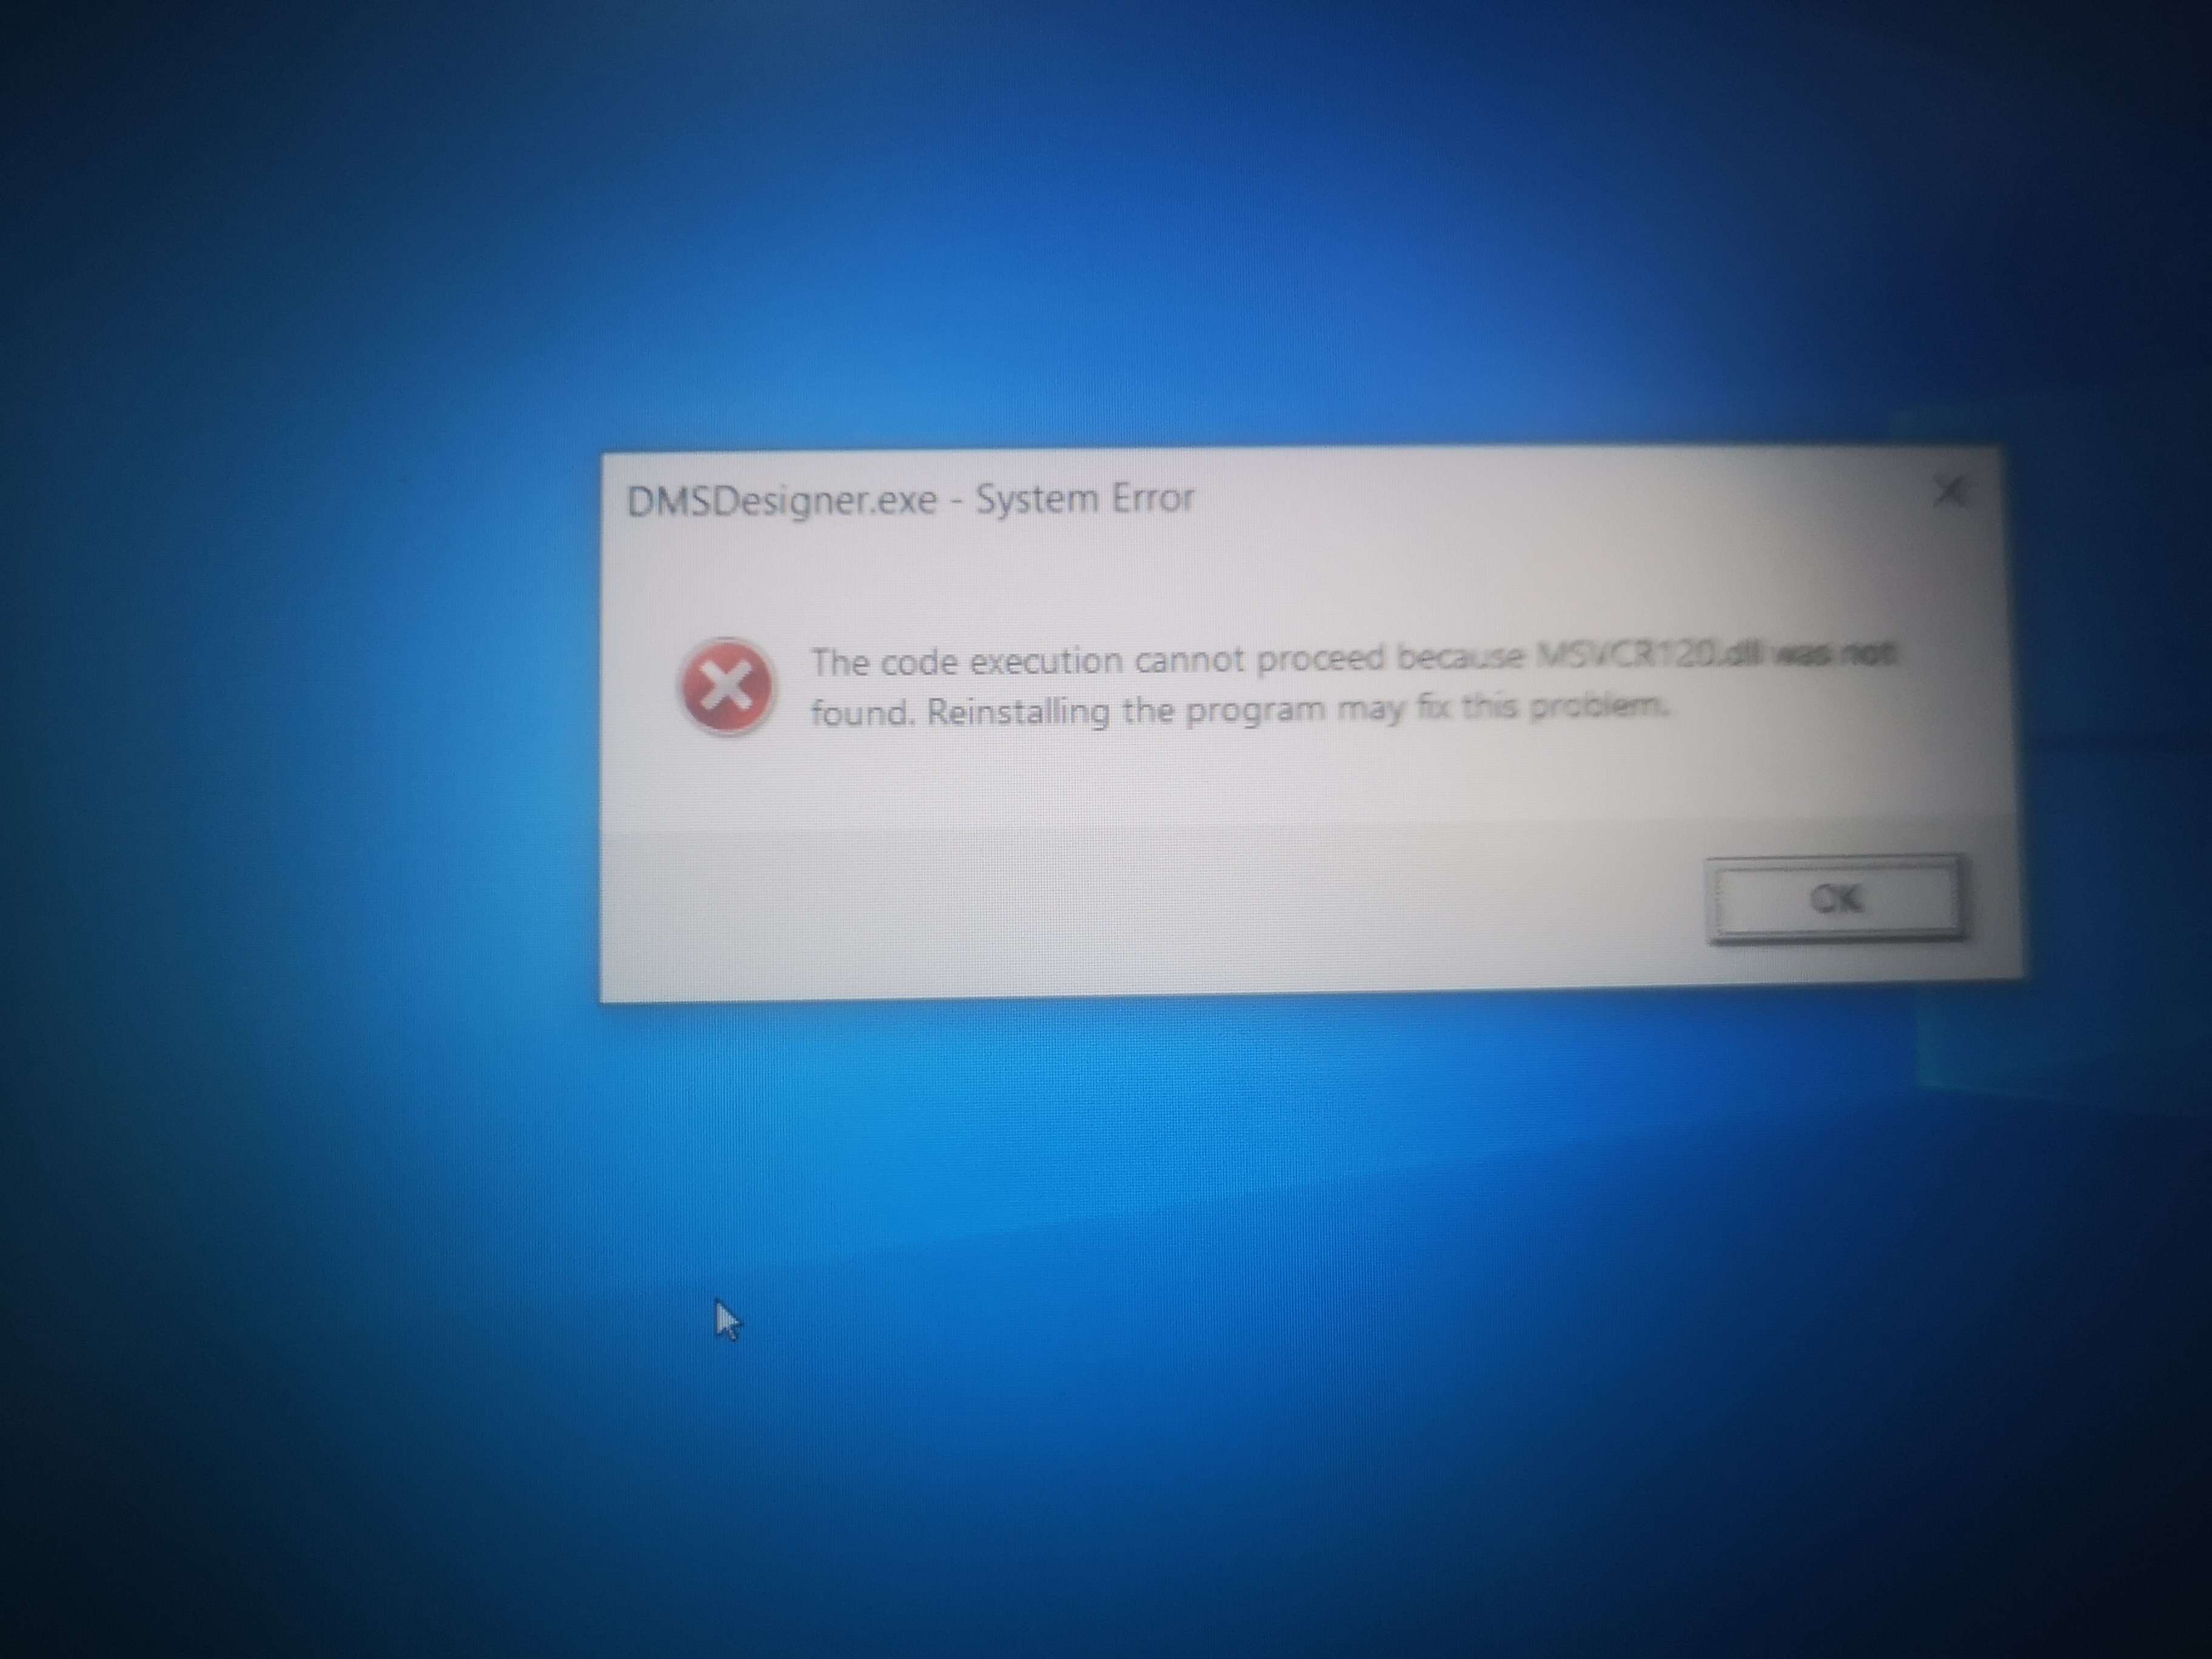 DMSDesigner.exe - System Error
The code execution cannot proceed because MSVCR120.dll was not
found. Reinstalling the program may fix this problem.
OK